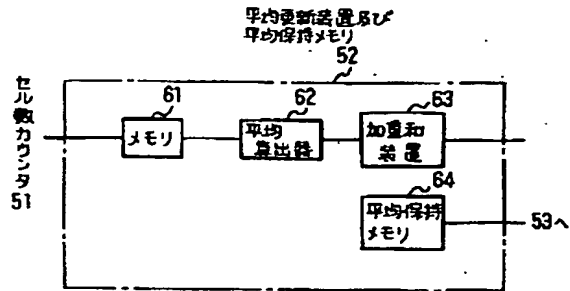 平均更新装置及び
平均保持メモリ
52
セル数カウンタ51
61
メモリ
62
平均
算出器
63
加重和
装置
64
平均保持
メモリ
53へ